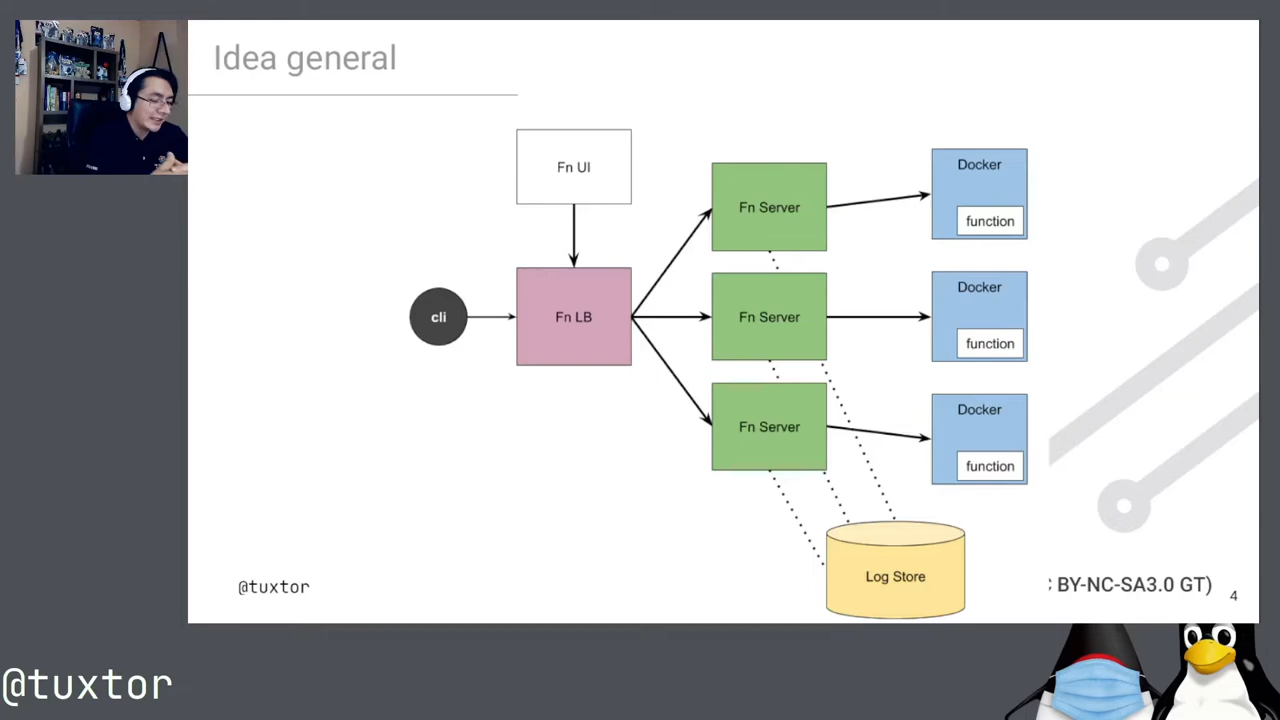 Idea general
Fn UI
Fn Server
Docker
function
cli
Fn LB
Fn Server
Docker
function
Fn Server
Docker
function
Log Store
@tuxtor
BY-NC-SA3.0 GT)
4
@tuxtor